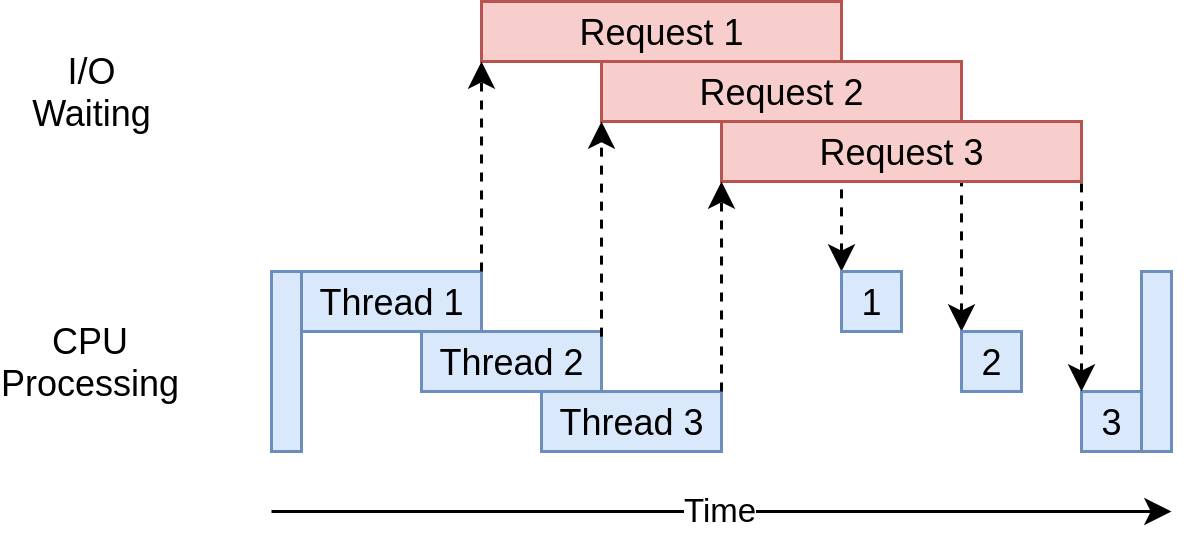 Request 1
I/O
Waiting
Request 2
Request 3
Thread 1
1
CPU
Processing
Thread 2
2
Thread 3
3
Time